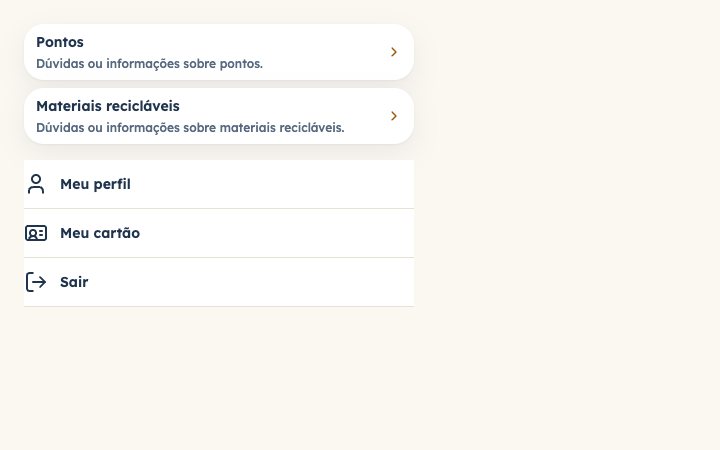 Pontos
Dúvidas ou informações sobre pontos.
Materiais recicláveis
Dúvidas ou informações sobre materiais recicláveis.
Meu perfil
Meu cartão
Sair